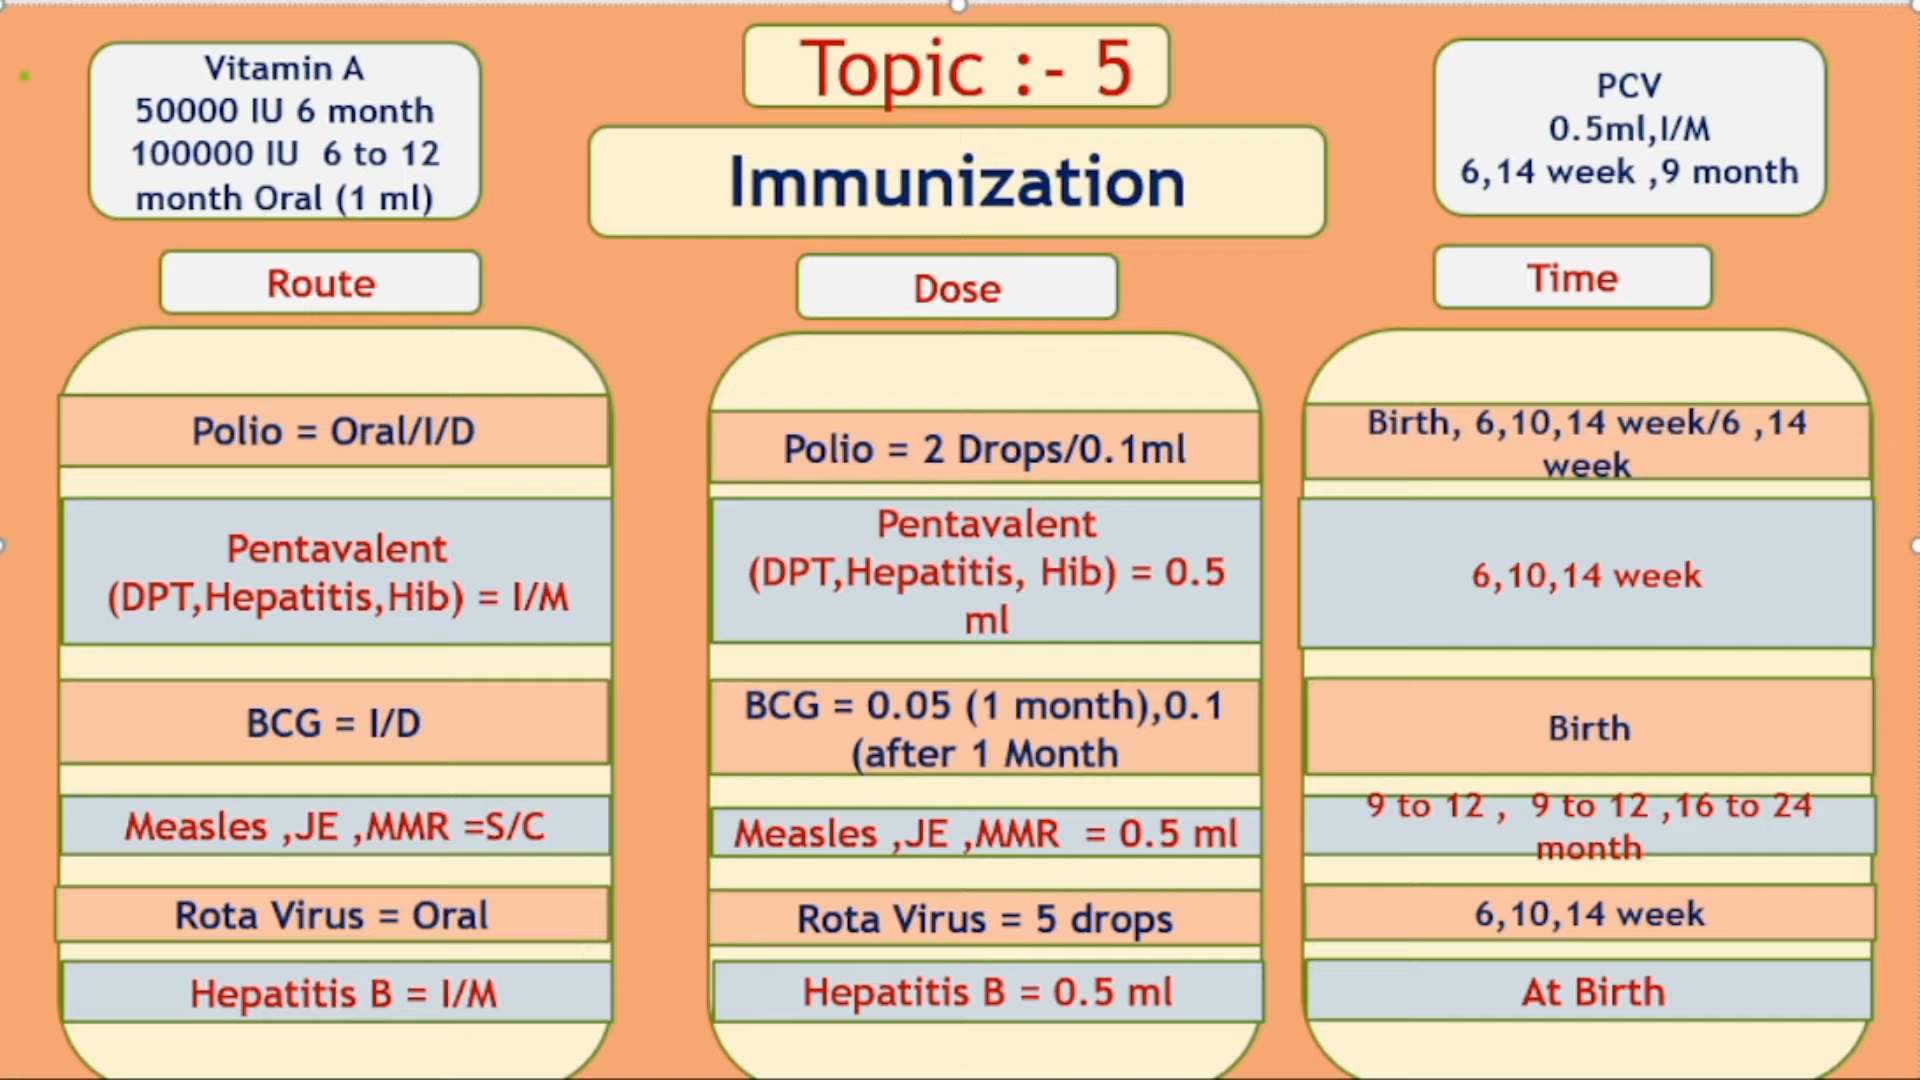 Topic :- 5
Immunization
Vitamin A
50000 IU 6 month
100000 IU 6 to 12
month Oral (1 ml)
PCV
0.5ml,I/M
6,14 week ,9 month
Route
Polio = Oral/I/D
Pentavalent
(DPT,Hepatitis,Hib) = I/M
BCG = I/D
Measles ,JE ,MMR =S/C
Rota Virus = Oral
Hepatitis B = I/M
Dose
Polio = 2 Drops/0.1ml
Pentavalent
(DPT,Hepatitis, Hib) = 0.5
ml
BCG = 0.05 (1 month),0.1
(after 1 Month
Measles ,JE ,MMR = 0.5 ml
Rota Virus = 5 drops
Hepatitis B = 0.5 ml
Time
Birth, 6,10,14 week/6 ,14
week
6,10,14 week
Birth
9 to 12 , 9 to 12 ,16 to 24
month
6,10,14 week
At Birth